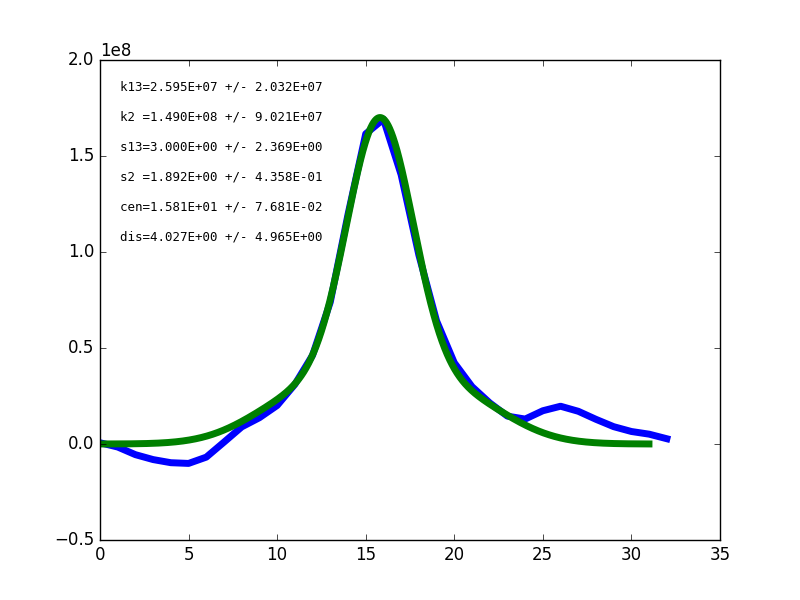 1e8
2.0
k13=2.595E+07 +/- 2.032E+07
k2 =1.490E+08 +/- 9.021E+07
1.5
s13=3.000E+00 +/- 2.369E+00
s2 =1.892E+00 +/- 4.358E-01
cen=1.581E+01 +/- 7.681E-02
dis=4.027E+00 +/- 4.965E+00
1.0
0.5
0.0
−0.5
0 5 10 15 20 25 30 35